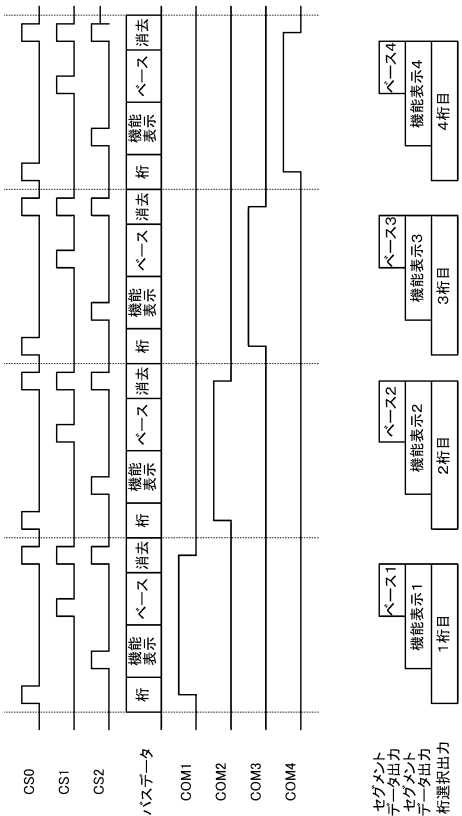 CS0
CS1
CS2
バスデータ
桁
機能
表示
ベース
消去
桁
機能
表示
ベース
消去
桁
機能
表示
ベース
消去
桁
機能
表示
ベース
消去
COM1
COM2
COM3
COM4
セグメント
データ出力
ベース1
ベース2
ベース3
ベース4
セグメント
データ出力
機能表示1
機能表示2
機能表示3
機能表示4
桁選択出力
1桁目
2桁目
3桁目
4桁目